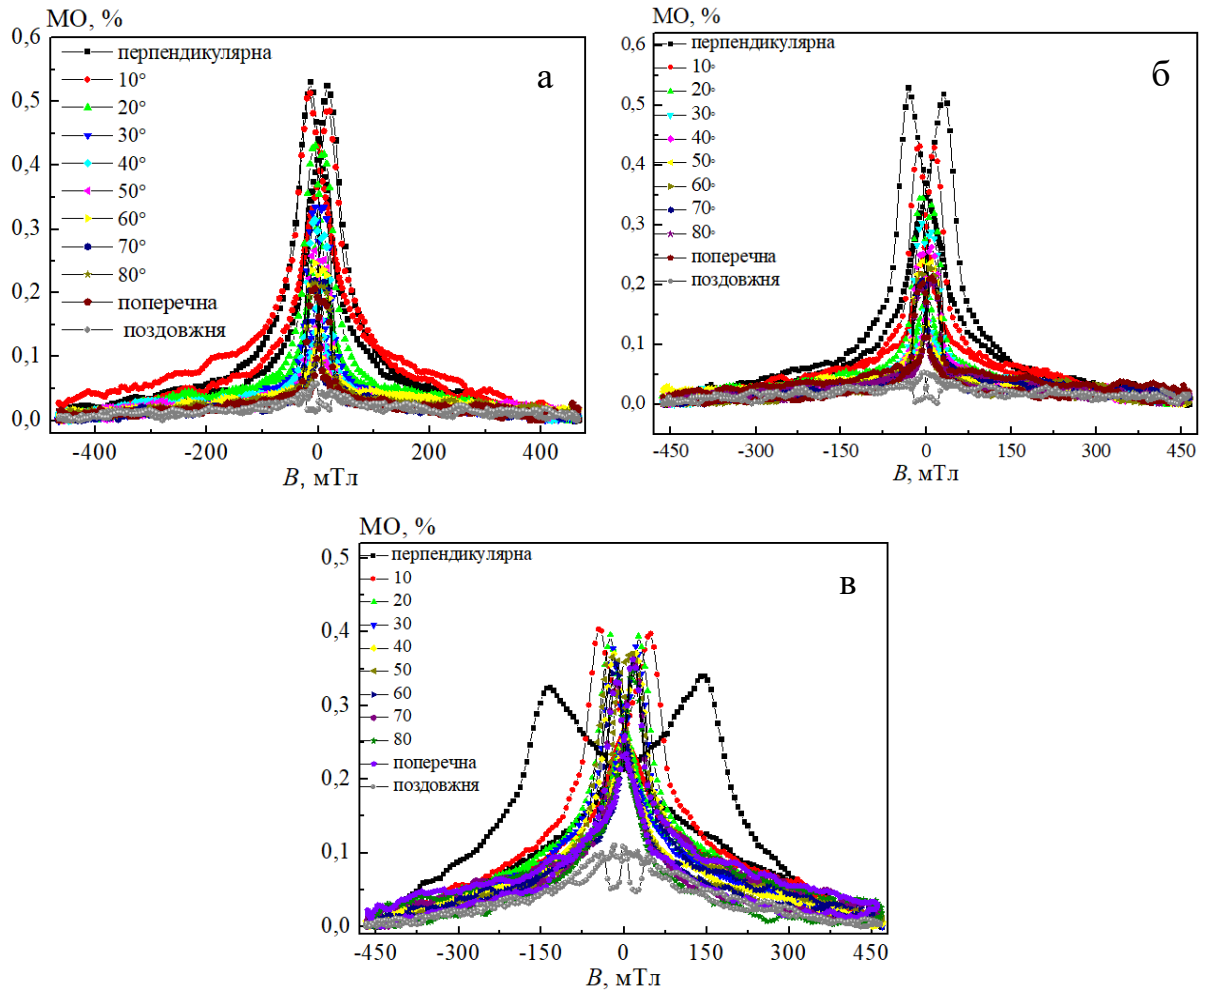 МО, %
0,6
0,5
0,4
0,3
0,2
0,1
0,0
перпендикулярна
10°
20°
30°
40°
50°
60°
70°
80°
поперечна
поздовжня
а
-400 -200 0 200 400
B, мТл
МО, %
0,6
0,5
0,4
0,3
0,2
0,1
0,0
перпендикулярна
10°
20°
30°
40°
50°
60°
70°
80°
поперечна
поздовжня
б
-450 -300 -150 0 150 300 450
B, мТл
МО, %
0,5
0,4
0,3
0,2
0,1
0,0
перпендикулярна
10
20
30
40
50
60
70
80
поперечна
поздовжня
в
-450 -300 -150 0 150 300 450
B, мТл